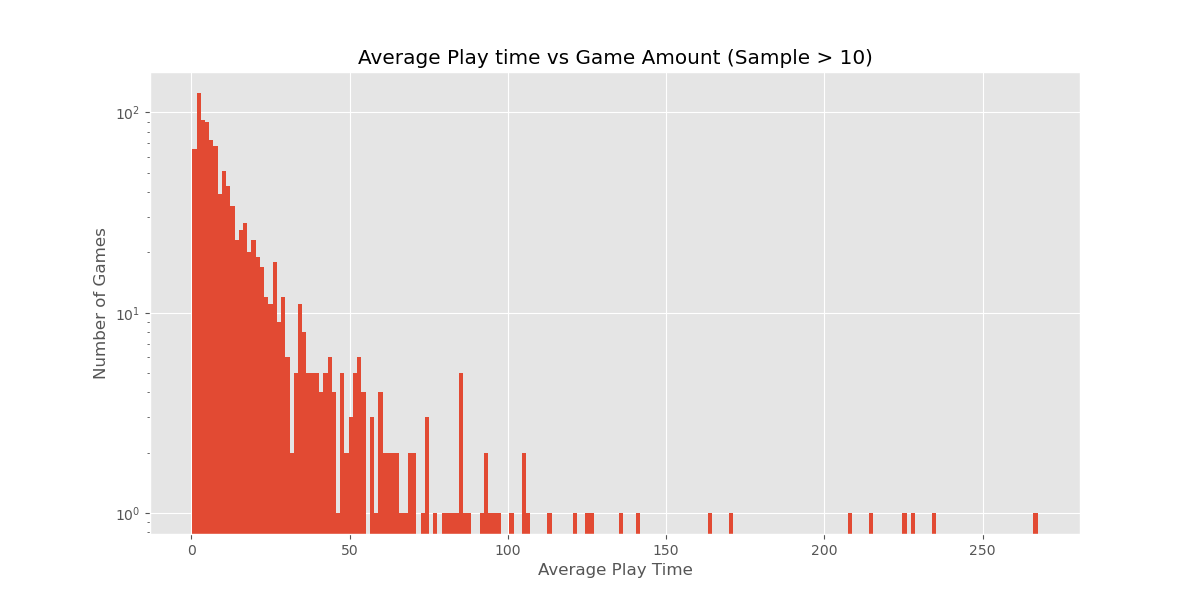 Average Play time vs Game Amount (Sample > 10)
Number of Games
10²
10¹
10⁰
0 50 100 150 200 250
Average Play Time